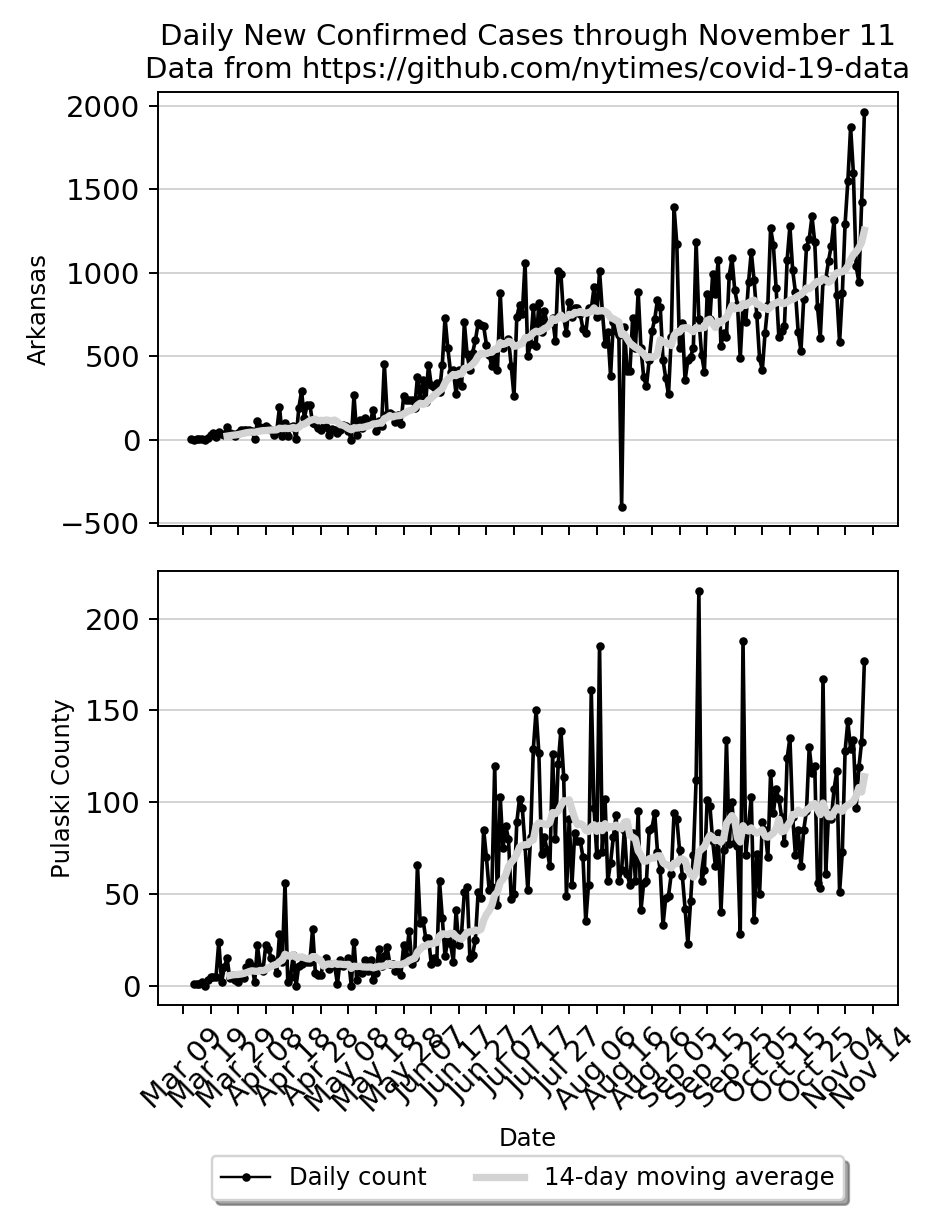 Daily New Confirmed Cases through November 11
Data from https://github.com/nytimes/covid-19-data
2000
1500
1000
500
0
−500
Arkansas
200
150
100
50
0
Pulaski County
Mar 09
Mar 19
Mar 29
Apr 08
Apr 18
Apr 28
May 08
May 18
May 28
Jun 07
Jun 17
Jun 27
Jul 07
Jul 17
Jul 27
Aug 06
Aug 16
Aug 26
Sep 05
Sep 15
Sep 25
Oct 05
Oct 15
Oct 25
Nov 04
Nov 14
Date
Daily count
14-day moving average